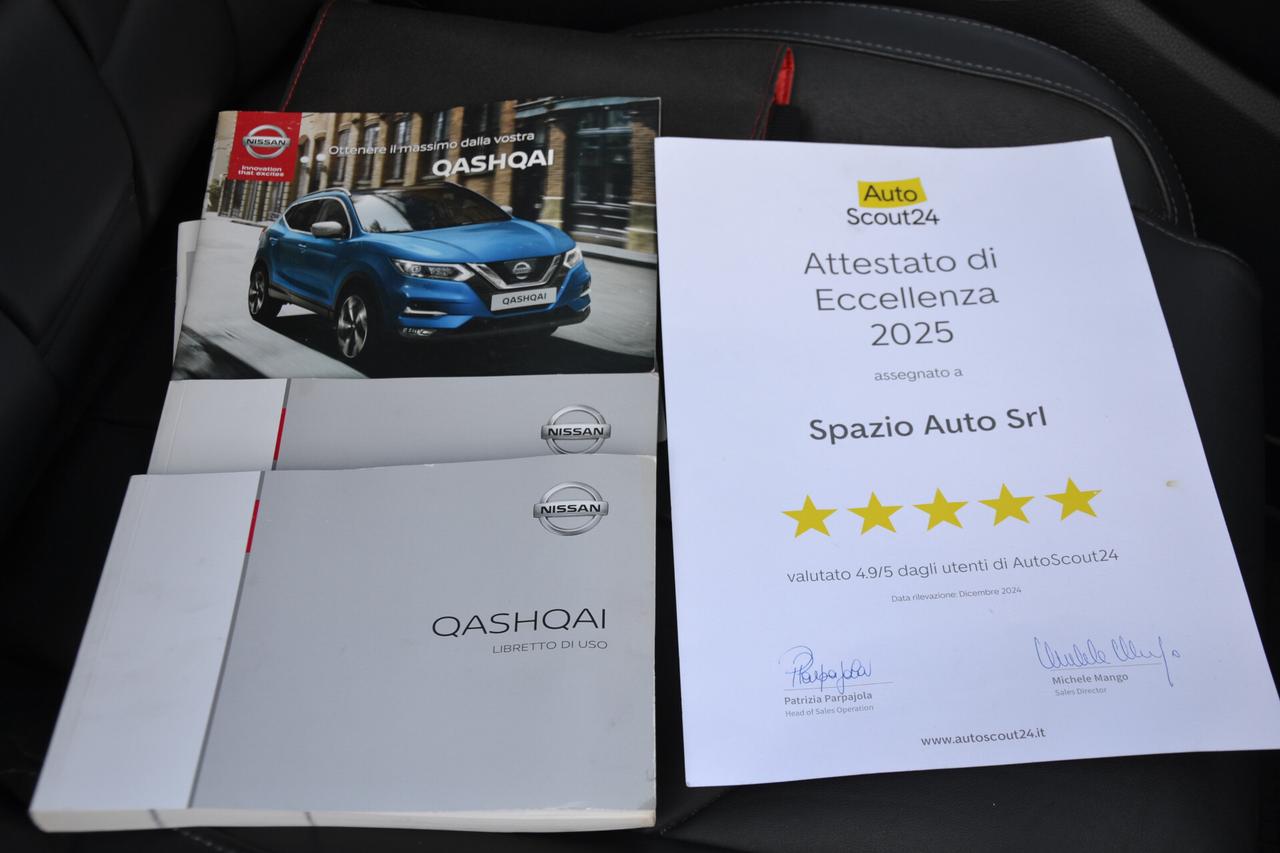 NISSAN
Innovation
that excites
Ottenere il massimo dalla vostra
QASHQAI
QASHQAI
NISSAN
NISSAN
QASHQAI
LIBRETTO DI USO
Auto
Scout24
Attestato di
Eccellenza
2025
assegnato a
Spazio Auto Srl
valutato 4.9/5 dagli utenti di AutoScout24
Data rilevazione: Dicembre 2024
Patrizia Parpajola
Head of Sales Operation
Michele Mango
Sales Director
www.autoscout24.it